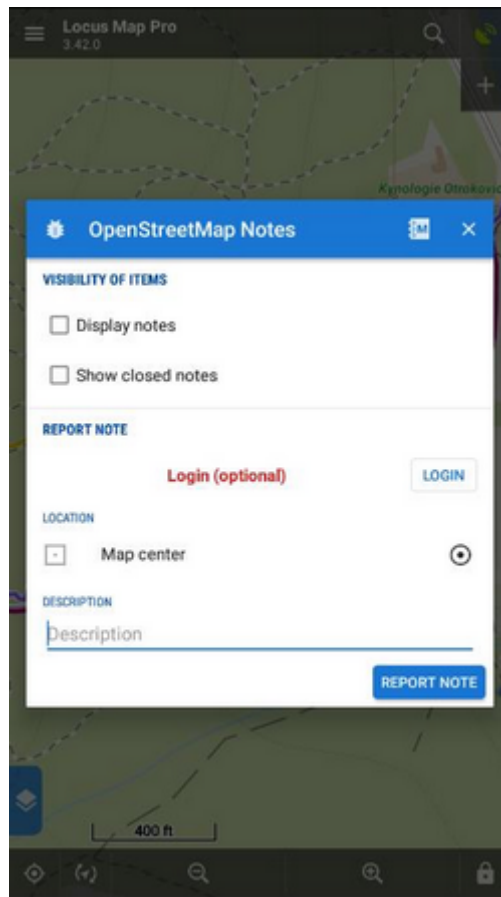 Locus Map Pro
3.42.0
Kynologie Otrokovic
OpenStreetMap Notes
VISIBILITY OF ITEMS
Display notes
Show closed notes
REPORT NOTE
Login (optional)
LOGIN
LOCATION
Map center
DESCRIPTION
Description
REPORT NOTE
400 ft